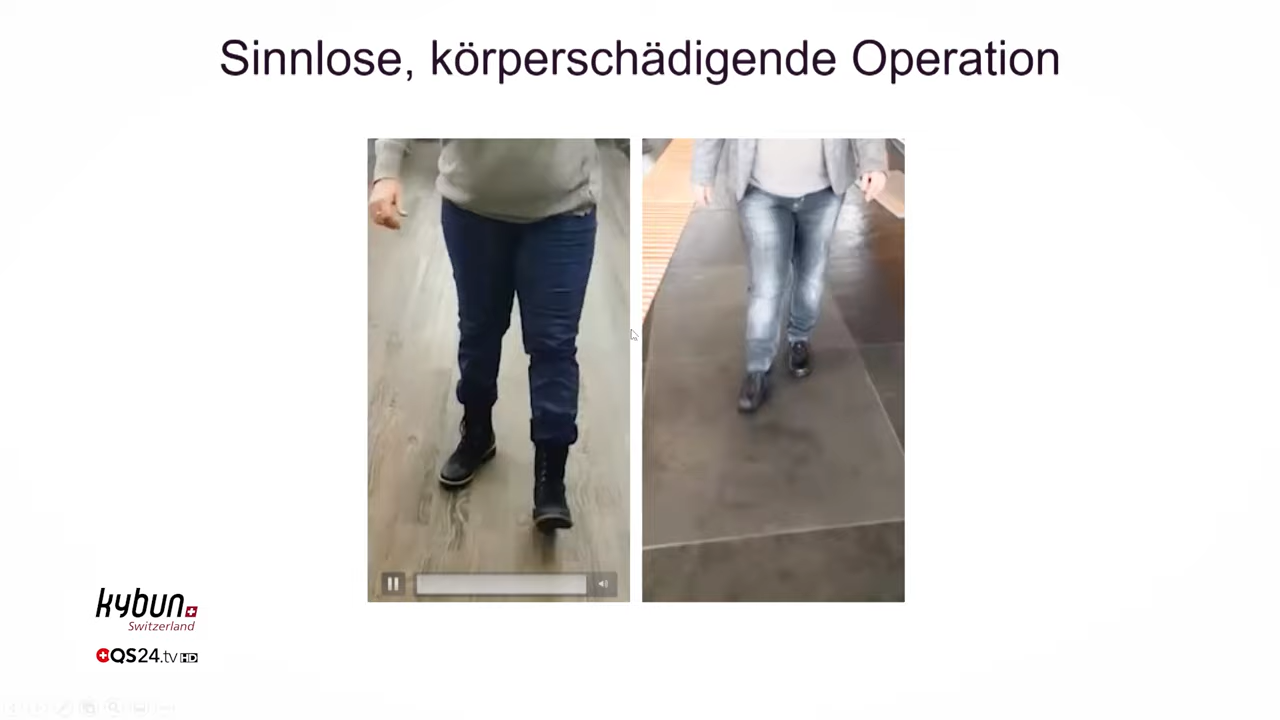 Sinnlose, körperschädigende Operation
kybun
Switzerland
QS24.tv HD